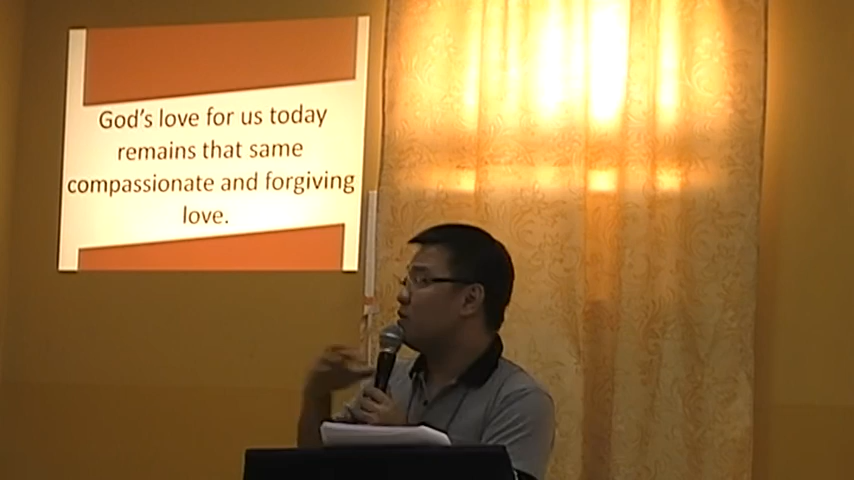 God's love for us today
remains that same
compassionate and forgiving
love.